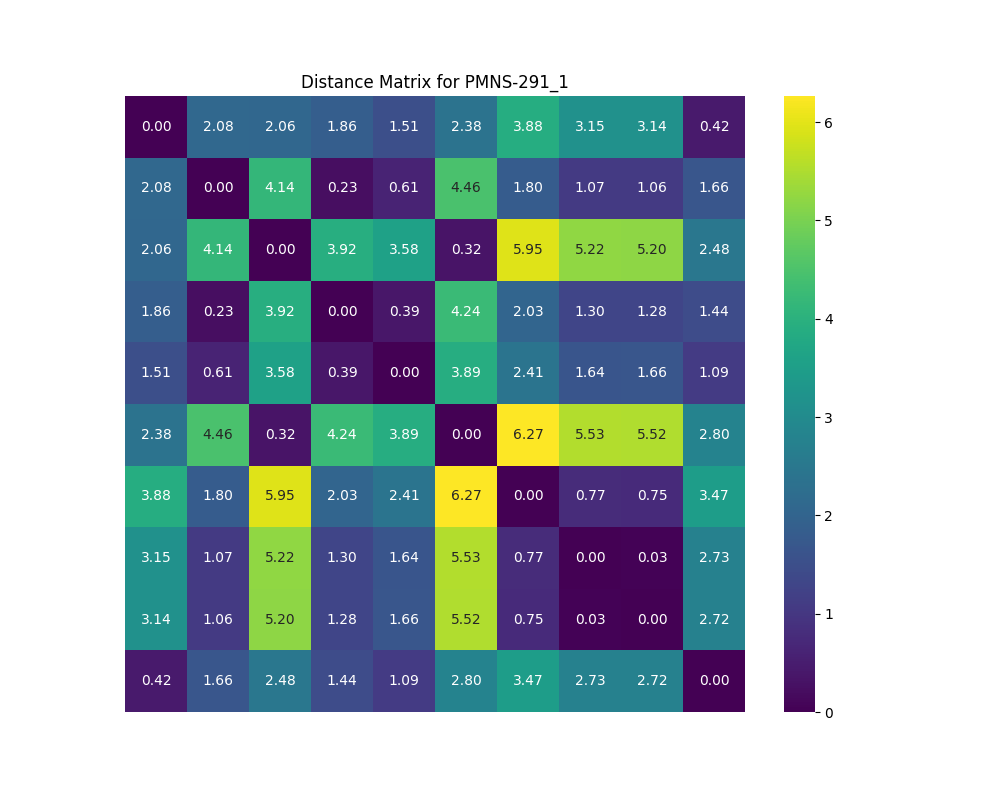 Distance Matrix for PMNS-291_1
0.00 2.08 2.06 1.86 1.51 2.38 3.88 3.15 3.14 0.42
2.08 0.00 4.14 0.23 0.61 4.46 1.80 1.07 1.06 1.66
2.06 4.14 0.00 3.92 3.58 0.32 5.95 5.22 5.20 2.48
1.86 0.23 3.92 0.00 0.39 4.24 2.03 1.30 1.28 1.44
1.51 0.61 3.58 0.39 0.00 3.89 2.41 1.64 1.66 1.09
2.38 4.46 0.32 4.24 3.89 0.00 6.27 5.53 5.52 2.80
3.88 1.80 5.95 2.03 2.41 6.27 0.00 0.77 0.75 3.47
3.15 1.07 5.22 1.30 1.64 5.53 0.77 0.00 0.03 2.73
3.14 1.06 5.20 1.28 1.66 5.52 0.75 0.03 0.00 2.72
0.42 1.66 2.48 1.44 1.09 2.80 3.47 2.73 2.72 0.00
6
5
4
3
2
1
0